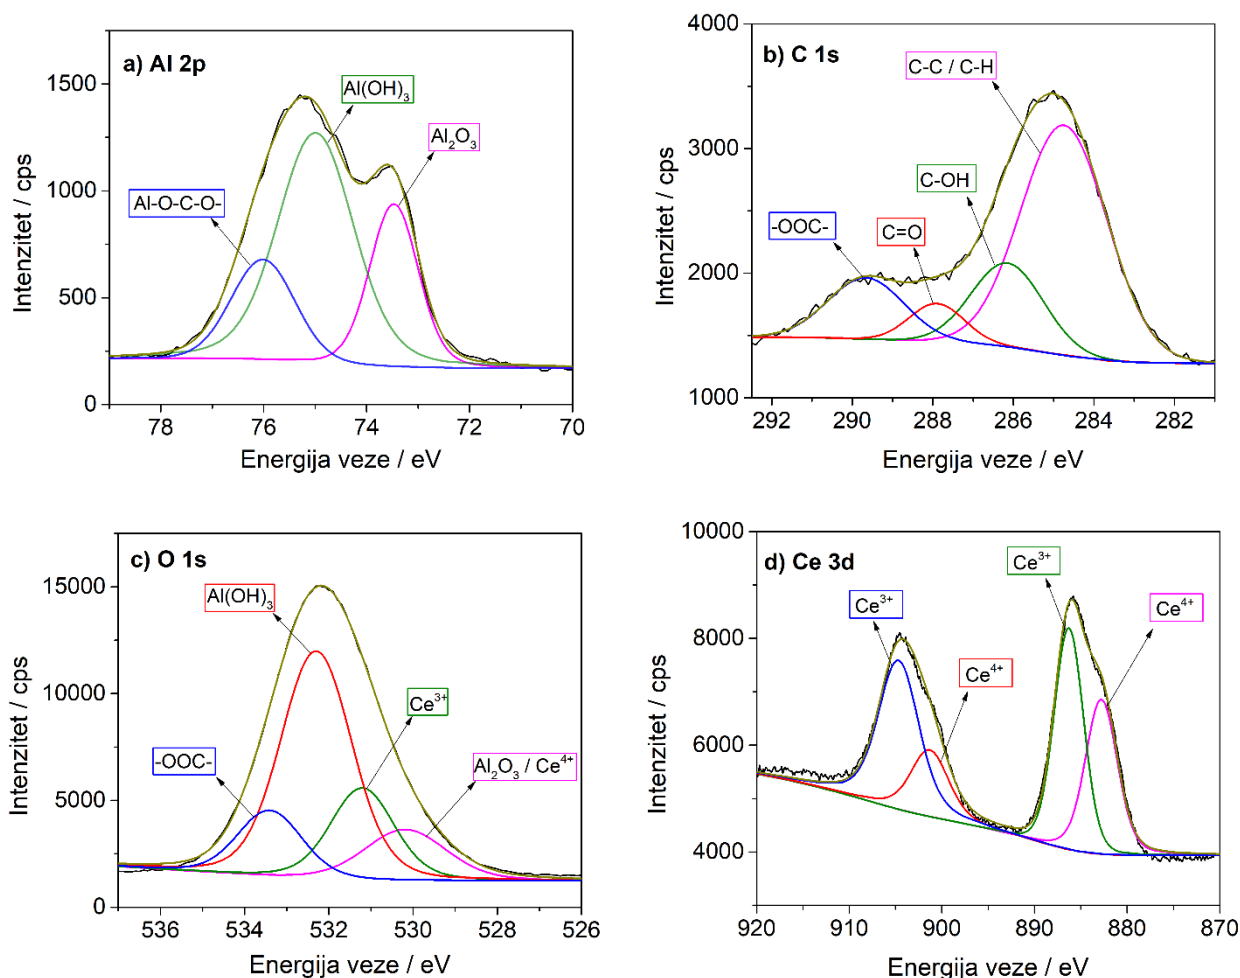 a) Al 2p
Al(OH)₃
Al₂O₃
Al-O-C-O-
1500
1000
500
0
Intenzitet / cps
78 76 74 72 70
Energija veze / eV
b) C 1s
C-C / C-H
C-OH
-OOC-
C=O
4000
3000
2000
1000
Intenzitet / cps
292 290 288 286 284 282
Energija veze / eV
c) O 1s
Al(OH)₃
Ce³⁺
-OOC-
Al₂O₃ / Ce⁴⁺
15000
10000
5000
0
Intenzitet / cps
536 534 532 530 528 526
Energija veze / eV
d) Ce 3d
Ce³⁺
Ce³⁺
Ce⁴⁺
Ce⁴⁺
10000
8000
6000
4000
Intenzitet / cps
920 910 900 890 880 870
Energija veze / eV